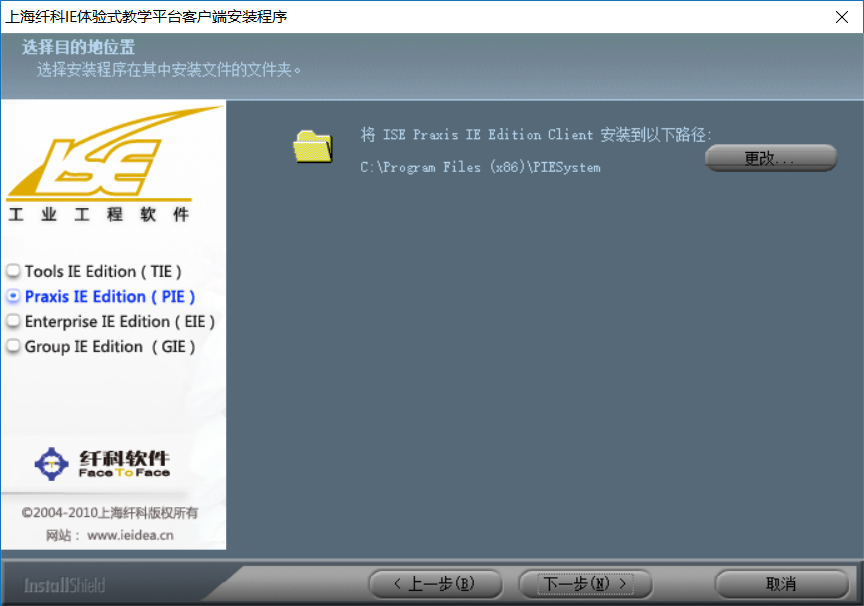 上海纤科IE体验式教学平台客户端安装程序
选择目的地位置
选择安装程序在其中安装文件的文件夹。
ISE
工业工程软件
Tools IE Edition ( TIE )
Praxis IE Edition ( PIE )
Enterprise IE Edition ( EIE )
Group IE Edition ( GIE )
纤科软件
FaceToFace
©2004-2010上海纤科版权所有
网站： www.ieidea.cn
将 ISE Praxis IE Edition Client 安装到以下路径:
C:\Program Files (x86)\PIESystem
更改...
InstallShield
< 上一步(B)
下一步(N) >
取消